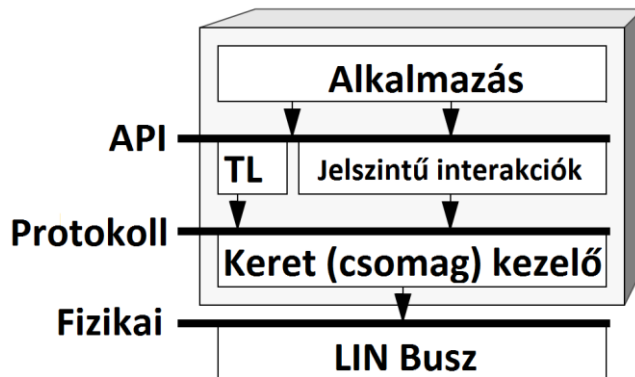 Alkalmazás
API
TL
Jelszintű interakciók
Protokoll
Keret (csomag) kezelő
Fizikai
LIN Busz